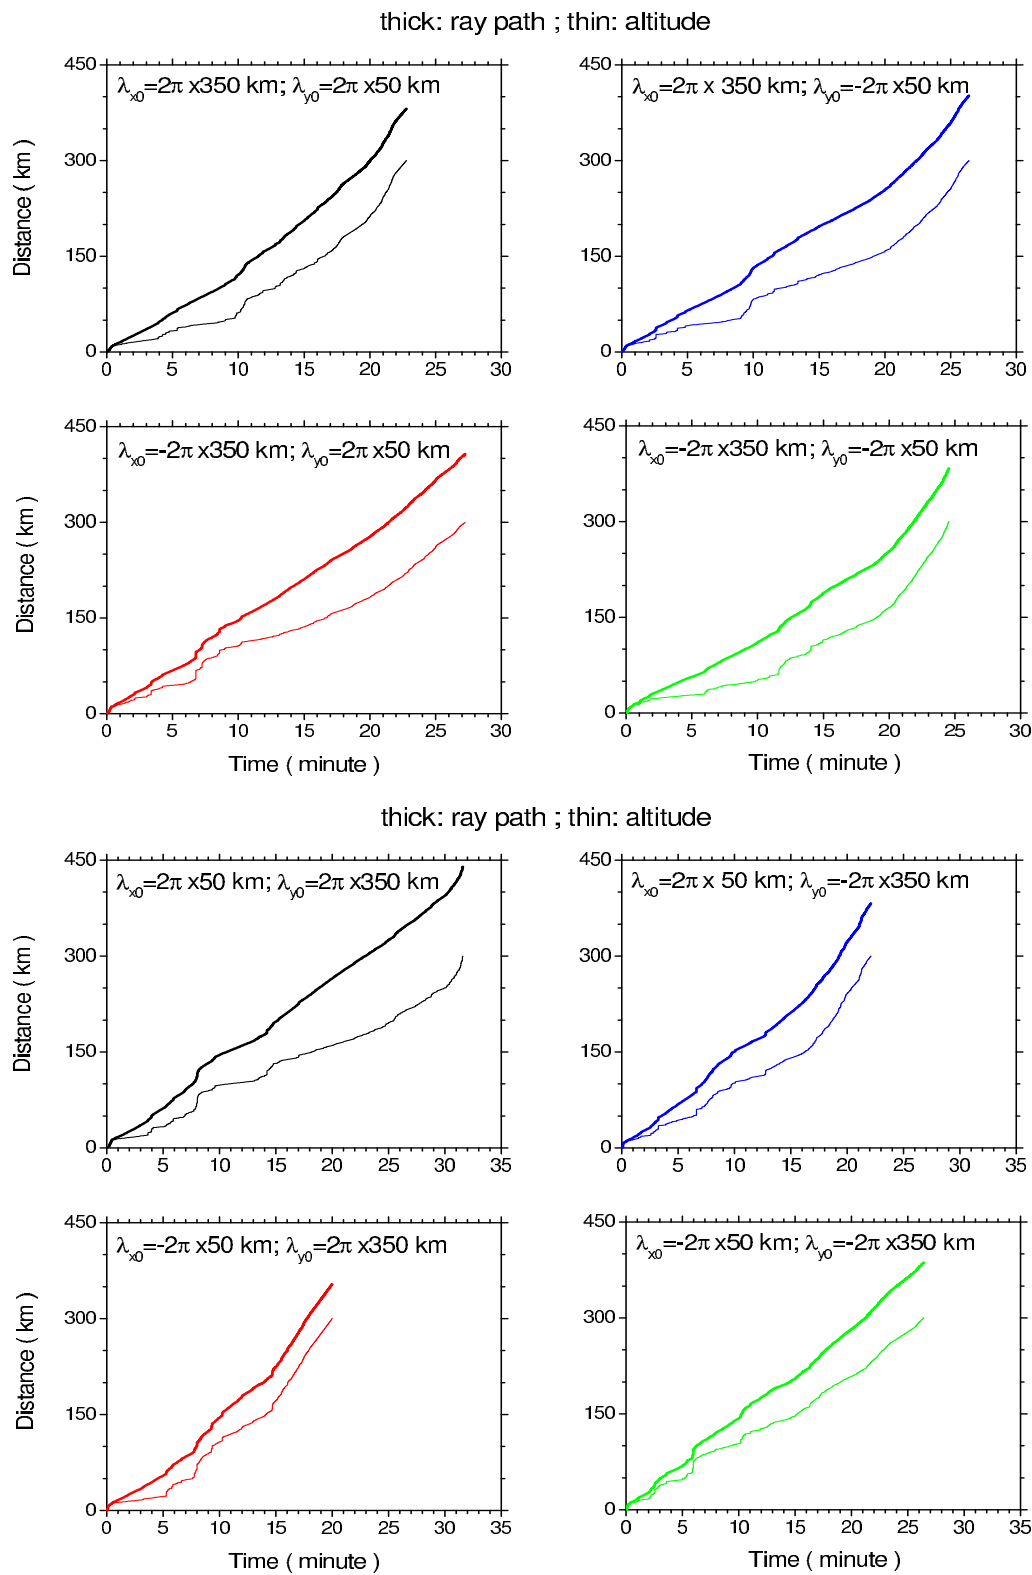 thick: ray path ; thin: altitude
λx0=2π x350 km; λy0=2π x50 km
450
300
150
0
Distance ( km )
0 5 10 15 20 25 30
λx0=2π x 350 km; λy0=-2π x50 km
450
300
150
0
0 5 10 15 20 25 30
λx0=-2π x350 km; λy0=2π x50 km
450
300
150
0
Distance ( km )
0 5 10 15 20 25 30
Time ( minute )
λx0=-2π x350 km; λy0=-2π x50 km
450
300
150
0
0 5 10 15 20 25 30
Time ( minute )
thick: ray path ; thin: altitude
λx0=2π x50 km; λy0=2π x350 km
450
300
150
0
Distance ( km )
0 5 10 15 20 25 30 35
λx0=2π x 50 km; λy0=-2π x350 km
450
300
150
0
0 5 10 15 20 25 30 35
λx0=-2π x50 km; λy0=2π x350 km
450
300
150
0
Distance ( km )
0 5 10 15 20 25 30 35
Time ( minute )
λx0=-2π x50 km; λy0=-2π x350 km
450
300
150
0
0 5 10 15 20 25 30 35
Time ( minute )